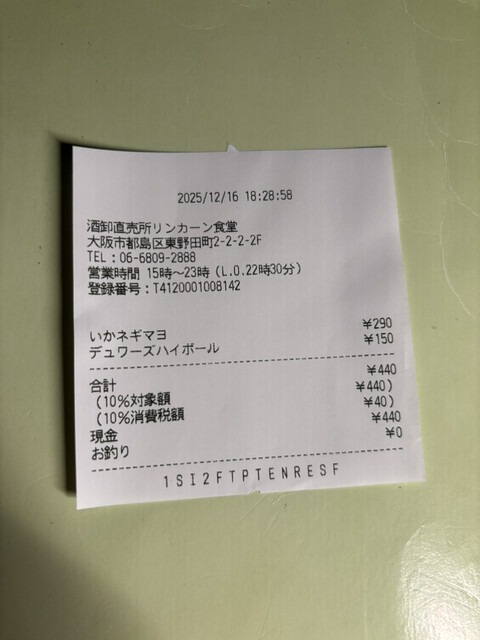 2025/12/16 18:28:58
酒卸直売所リンカーン食堂
大阪市都島区東野田町2-2-2-2F
TEL：06-6809-2888
営業時間 15時～23時（L.O.22時30分）
登録番号：T4120001008142
いかネギマヨ ¥290
デュワーズハイボール ¥150
合計 ¥440
（10%対象額 ¥440）
（10%消費税額 ¥40）
現金 ¥440
お釣り ¥0
1SI2FTPTENRESF